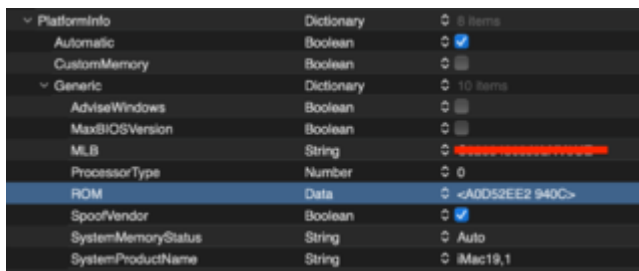 PlatformInfo Dictionary 8 items
Automatic Boolean
CustomMemory Boolean
Generic Dictionary 10 items
AdviseWindows Boolean
MaxBIOSVersion Boolean
MLB String
ProcessorType Number 0
ROM Data <A0D52EE2 940C>
SpoofVendor Boolean
SystemMemoryStatus String Auto
SystemProductName String iMac19,1